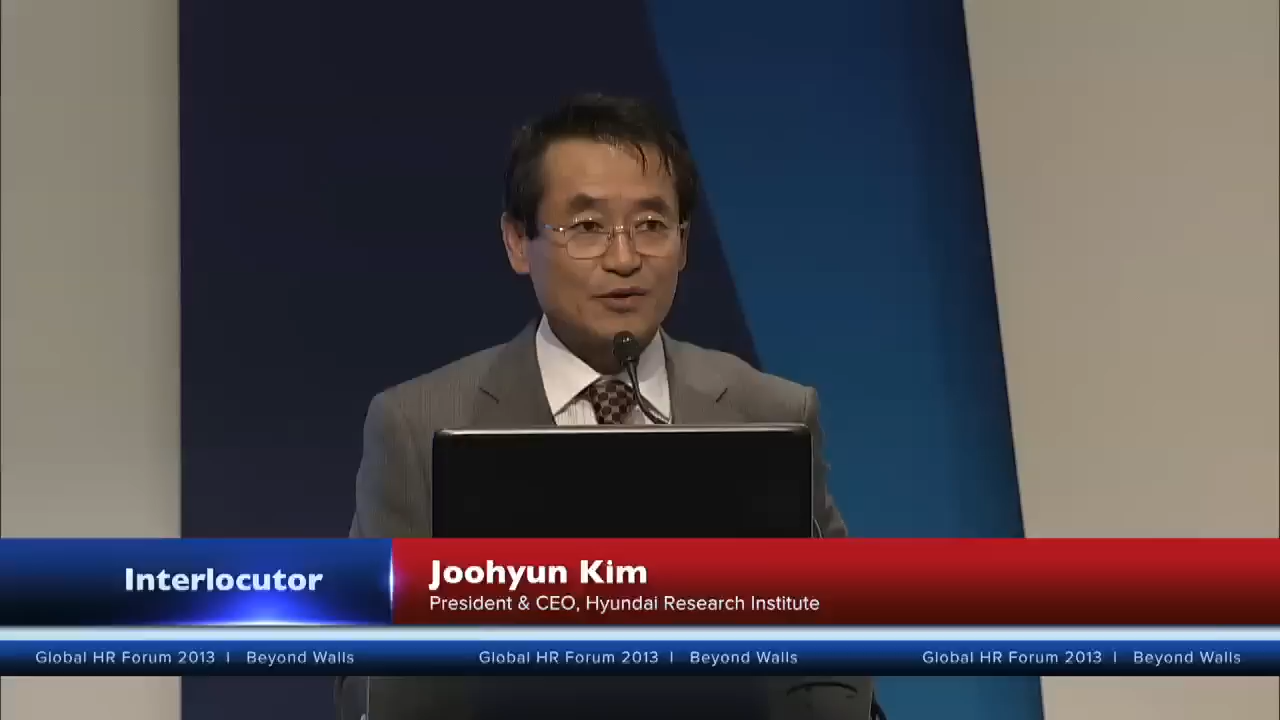 Interlocutor
Joohyun Kim
President & CEO, Hyundai Research Institute
Global HR Forum 2013 | Beyond Walls Global HR Forum 2013 | Beyond Walls Global HR Forum 2013 | Beyond Walls